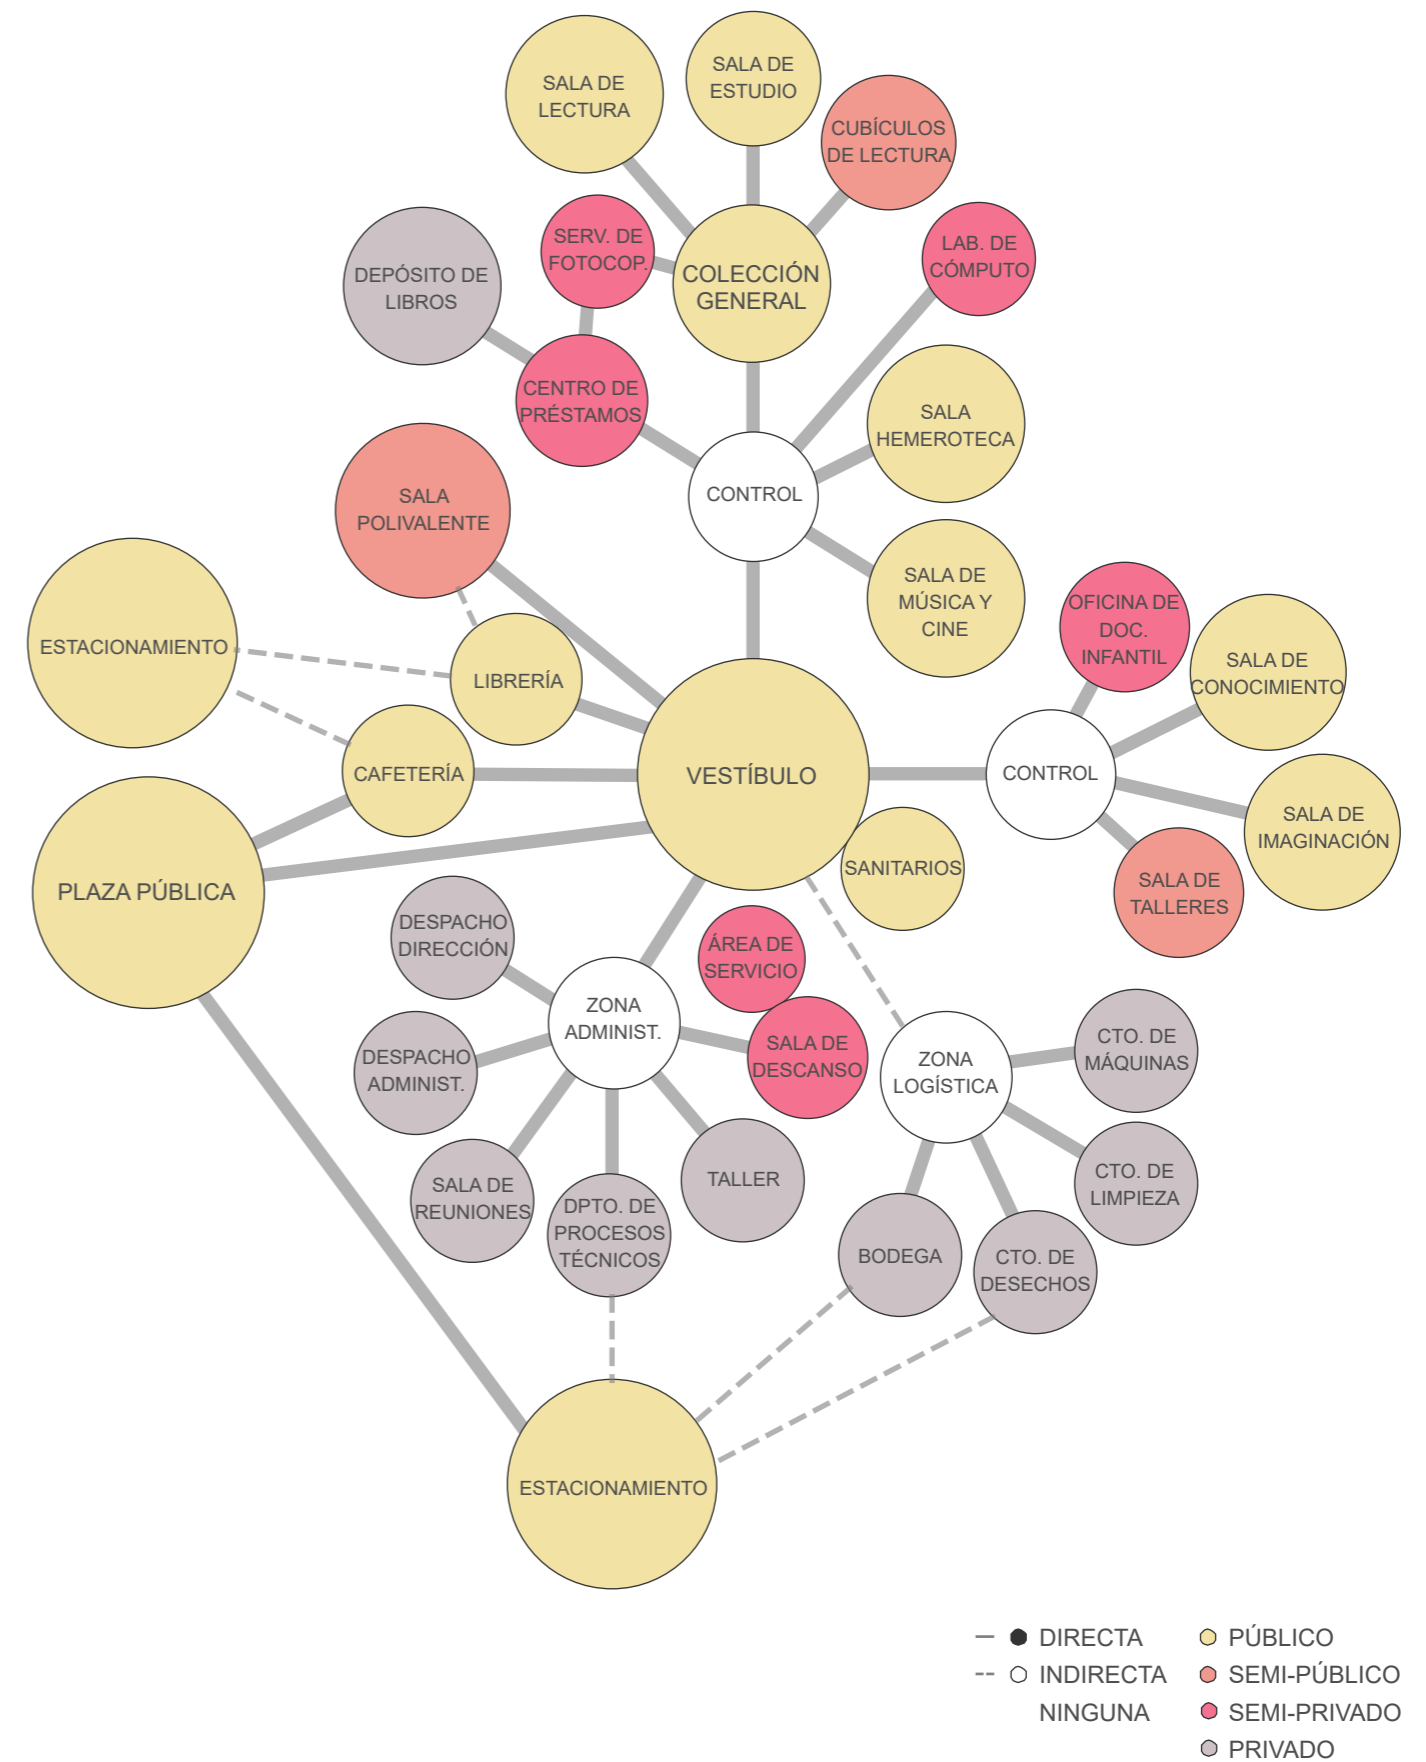 SALA DE
LECTURA
SALA DE
ESTUDIO
CUBÍCULOS
DE LECTURA
SERV. DE
FOTOCOP.
LAB. DE
CÓMPUTO
DEPÓSITO DE
LIBROS
COLECCIÓN
GENERAL
CENTRO DE
PRÉSTAMOS
SALA
HEMEROTECA
CONTROL
SALA
POLIVALENTE
SALA DE
MÚSICA Y
CINE
OFICINA DE
DOC.
INFANTIL
ESTACIONAMIENTO
LIBRERÍA
SALA DE
CONOCIMIENTO
CAFETERÍA
VESTÍBULO
CONTROL
SALA DE
IMAGINACIÓN
SANITARIOS
PLAZA PÚBLICA
SALA DE
TALLERES
DESPACHO
DIRECCIÓN
ÁREA DE
SERVICIO
ZONA
ADMINIST.
DESPACHO
ADMINIST.
SALA DE
DESCANSO
ZONA
LOGÍSTICA
CTO. DE
MÁQUINAS
SALA DE
REUNIONES
DPTO. DE
PROCESOS
TÉCNICOS
TALLER
CTO. DE
LIMPIEZA
BODEGA
CTO. DE
DESECHOS
ESTACIONAMIENTO
DIRECTA
INDIRECTA
NINGUNA
PÚBLICO
SEMI-PÚBLICO
SEMI-PRIVADO
PRIVADO